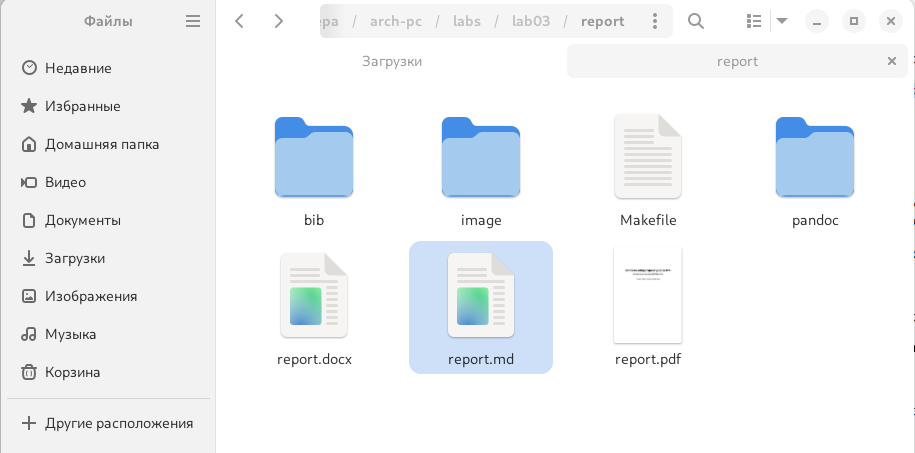 Файлы
ера / arch-pc / labs / lab03 / report
Загрузки
report
Недавние
Избранные
Домашняя папка
Видео
Документы
Загрузки
Изображения
Музыка
Корзина
Другие расположения
bib
image
Makefile
pandoc
report.docx
report.md
report.pdf